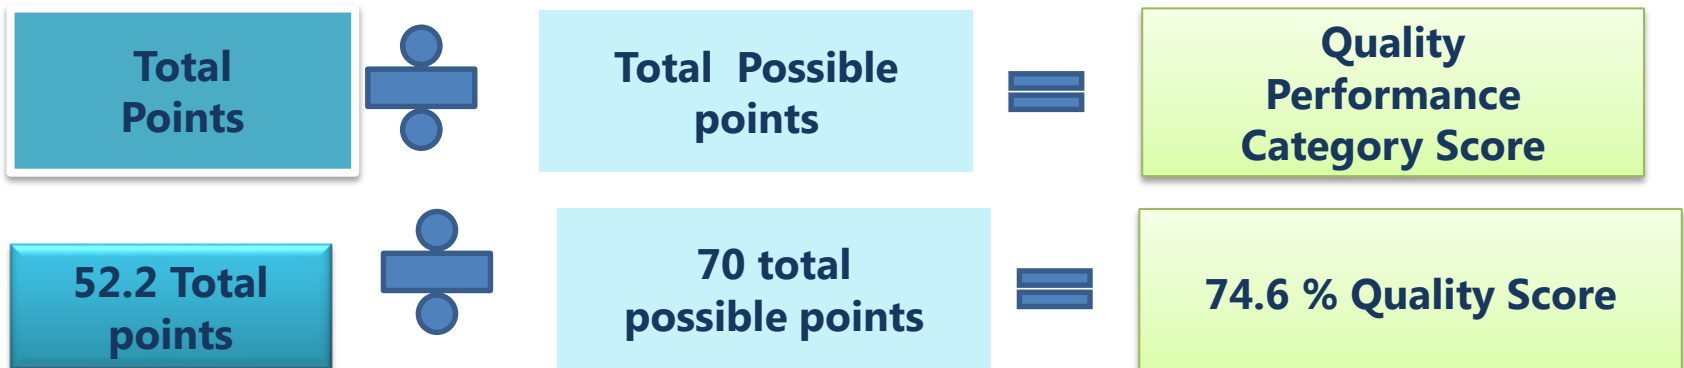 Total
Points
Total  Possible
points
Quality
Performance
Category Score
52.2 Total
points
70 total
possible points
74.6 % Quality Score